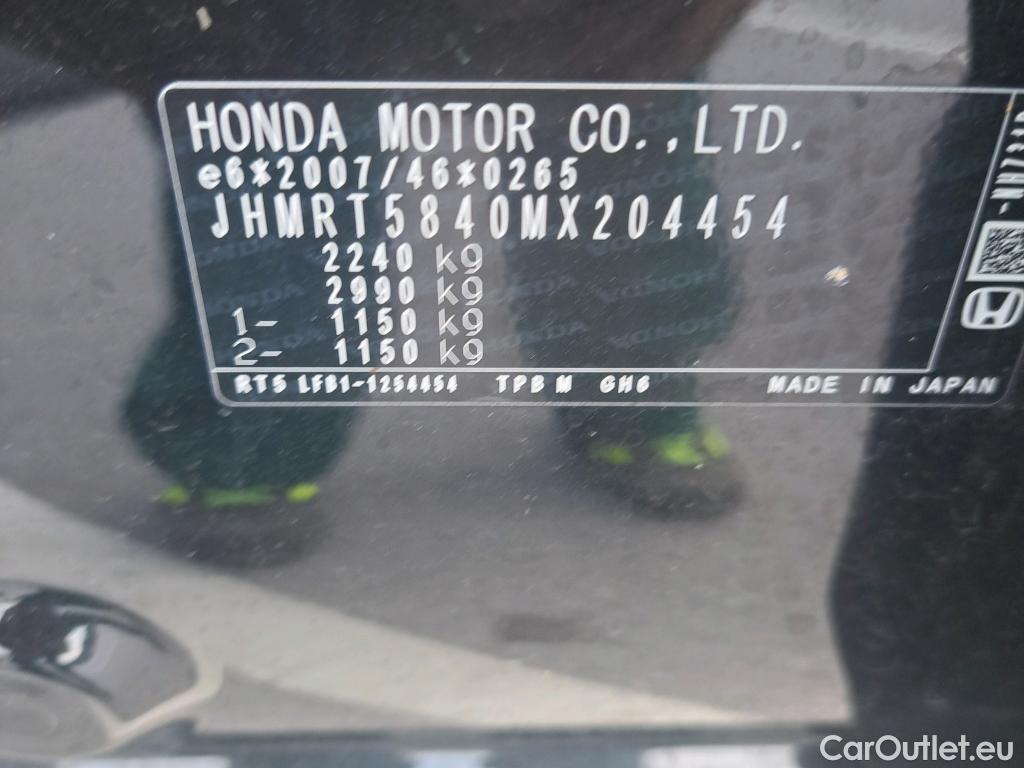 HONDA MOTOR CO.,LTD.
e6*2007/46*0265
JHMRT5840MX204454
2240 kg
2990 kg
1- 1150 kg
2- 1150 kg
RT5 LFB1-1254454 TPB M GH6 MADE IN JAPAN
CarOutlet.eu